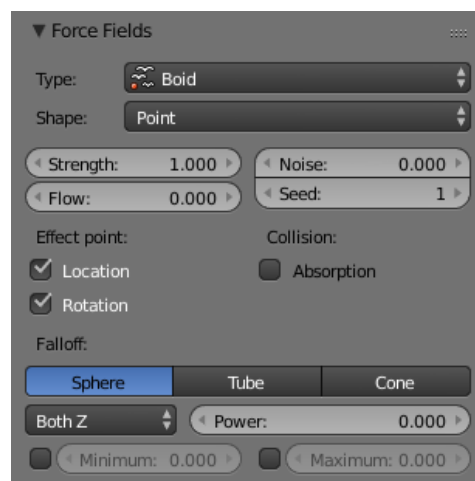 Force Fields
Type: Boid
Shape: Point
Strength: 1.000 Noise: 0.000
Flow: 0.000 Seed: 1
Effect point: Collision:
Location Absorption
Rotation
Falloff:
Sphere Tube Cone
Both Z Power: 0.000
Minimum: 0.000 Maximum: 0.000